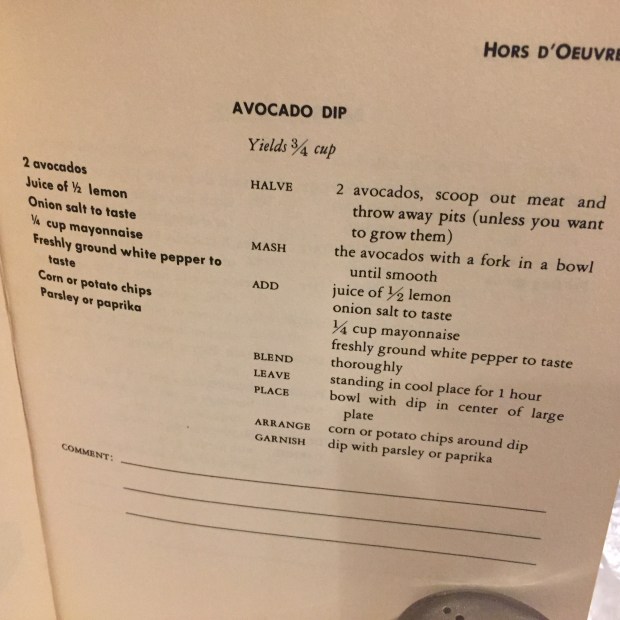 HORS D'OEUVRE
AVOCADO DIP
Yields ¾ cup
2 avocados
Juice of ½ lemon
Onion salt to taste
¼ cup mayonnaise
Freshly ground white pepper to
taste
Corn or potato chips
Parsley or paprika
HALVE 2 avocados, scoop out meat and
throw away pits (unless you want
to grow them)
MASH the avocados with a fork in a bowl
until smooth
ADD juice of ½ lemon
onion salt to taste
¼ cup mayonnaise
freshly ground white pepper to taste
BLEND thoroughly
LEAVE standing in cool place for 1 hour
PLACE bowl with dip in center of large
plate
ARRANGE corn or potato chips around dip
GARNISH dip with parsley or paprika
COMMENT: